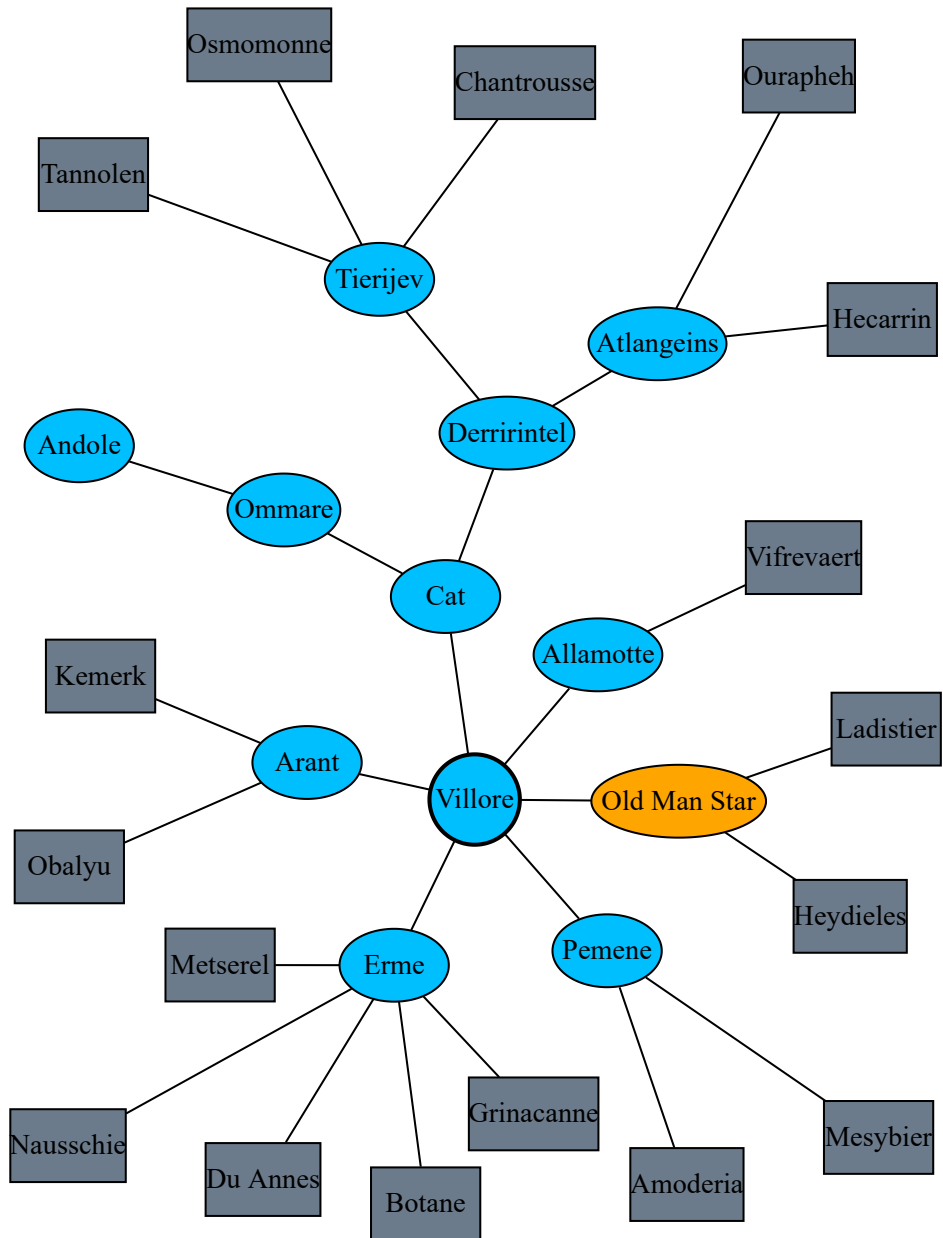 Osmomonne
Chantrousse
Ourapheh
Tannolen
Tierijev
Hecarrin
Atlangeins
Derririntel
Andole
Ommare
Vifrevaert
Cat
Allamotte
Kemerk
Ladistier
Arant
Villore
Old Man Star
Obalyu
Heydieles
Metserel
Erme
Pemene
Grinacanne
Mesybier
Nausschie
Du Annes
Amoderia
Botane